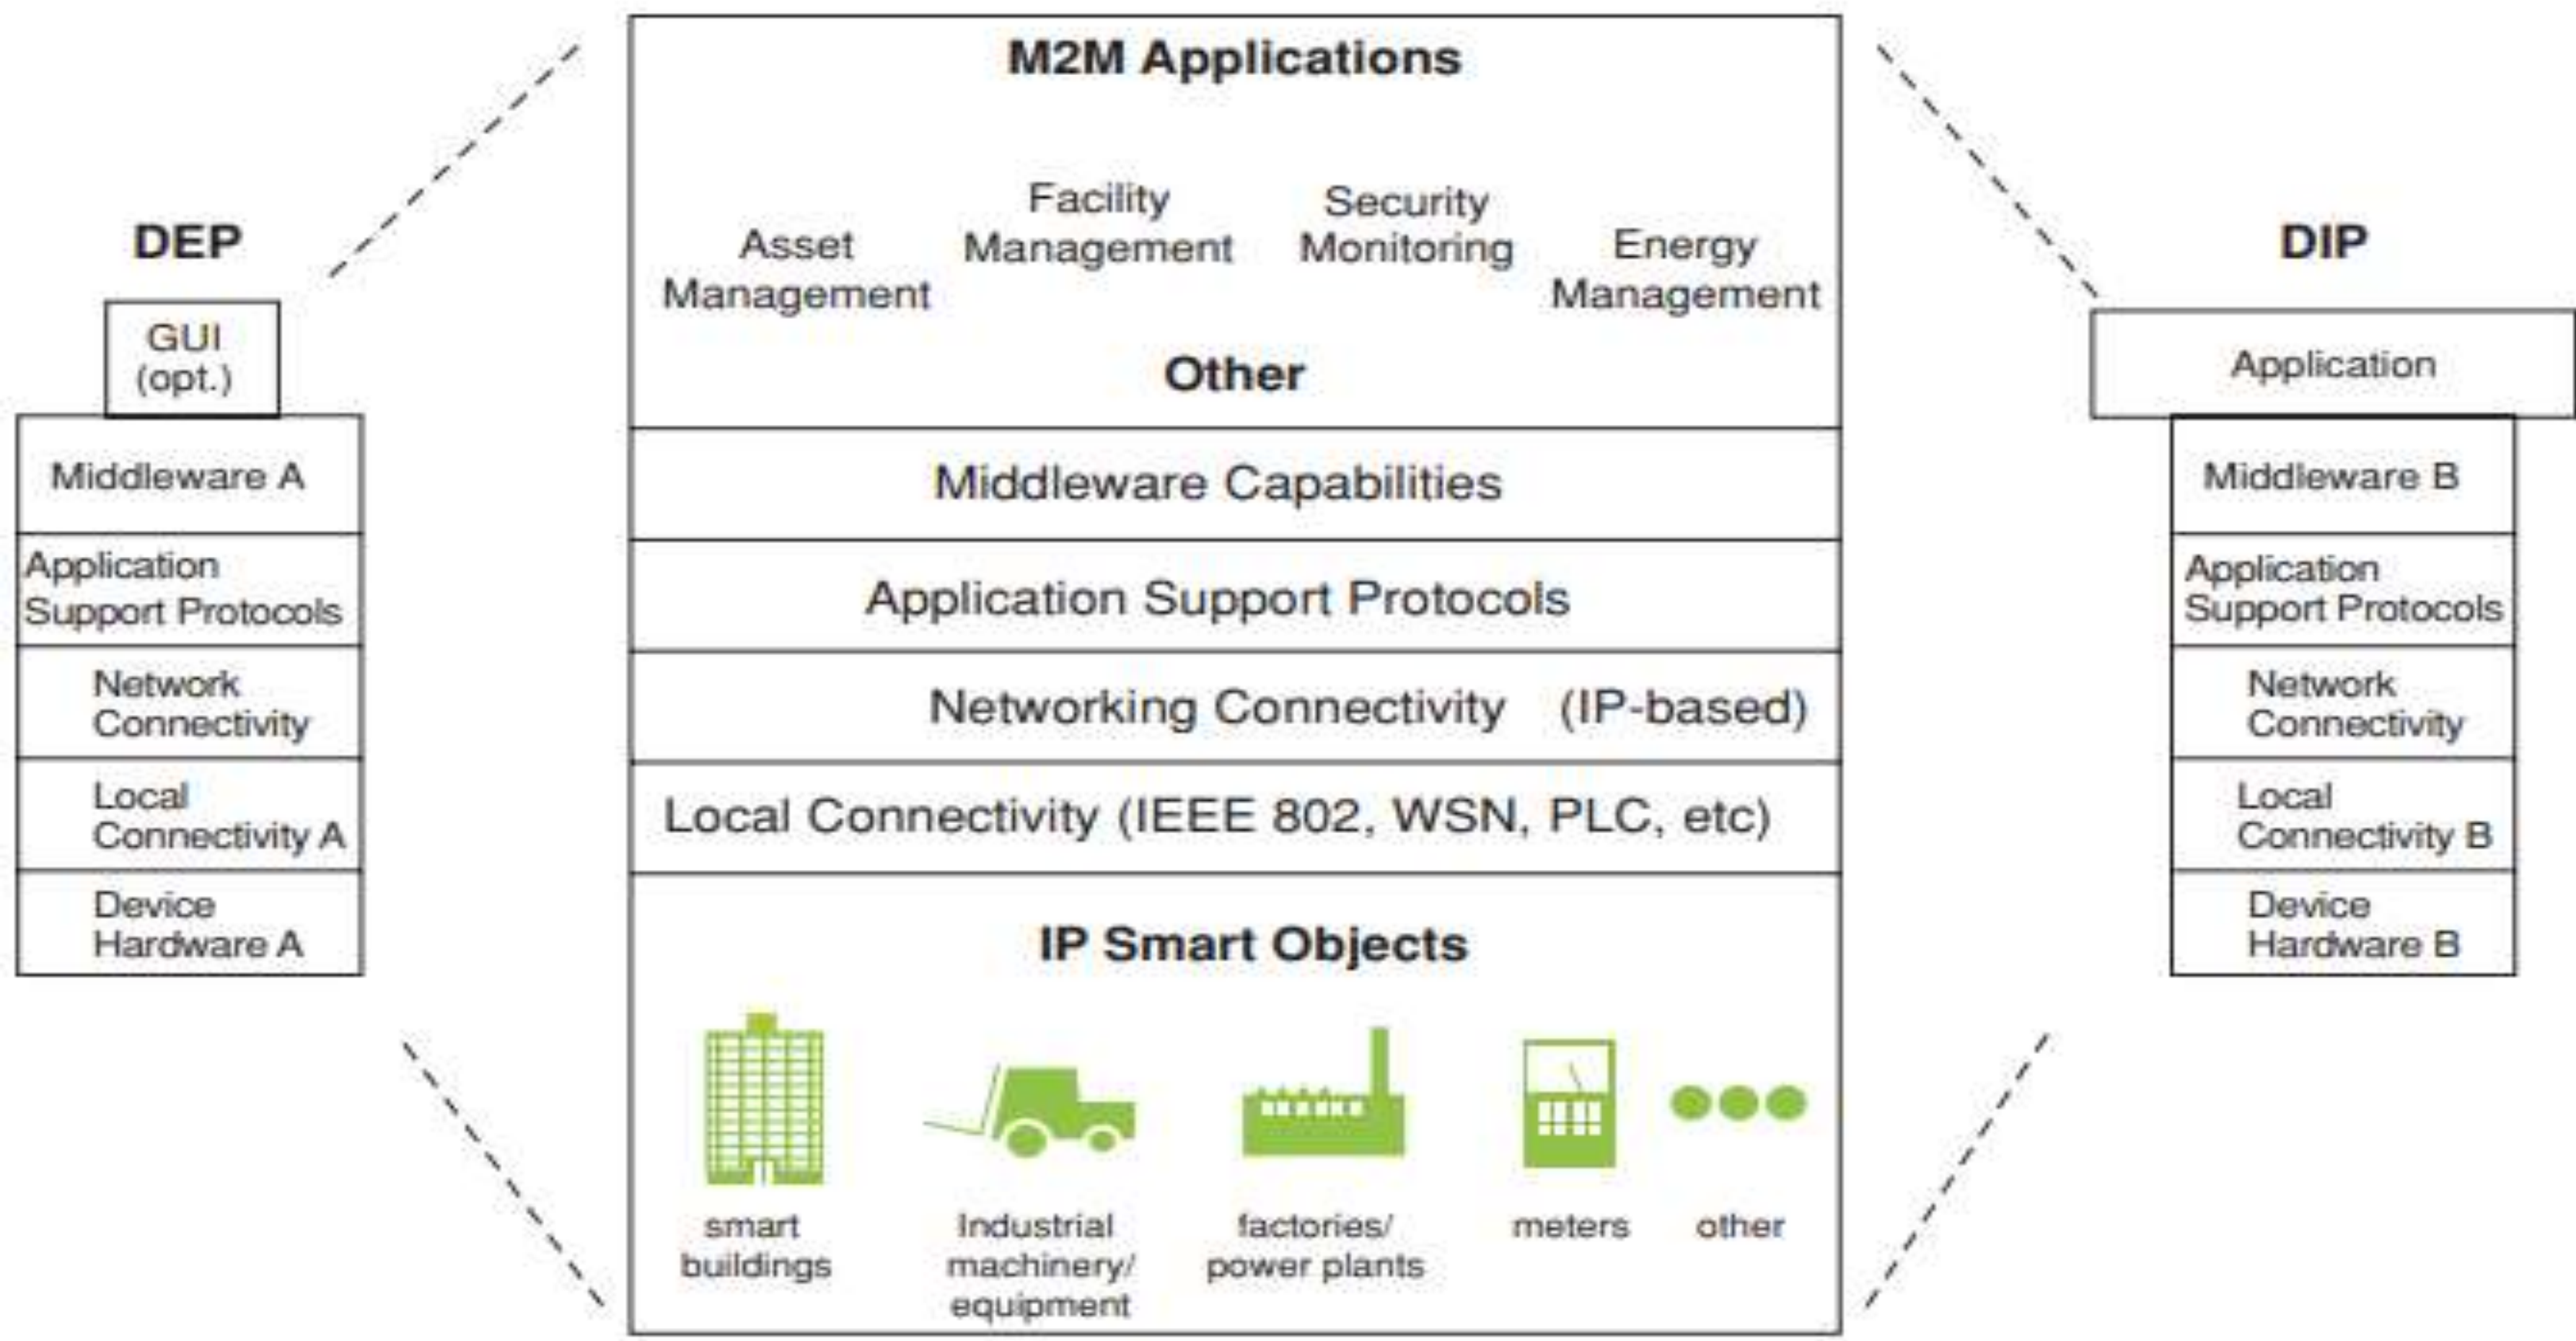 DEP
GUI
(opt.)
Middleware A
Application
Support Protocols
Network
Connectivity
Local
Connectivity A
Device
Hardware A
M2M Applications
Asset
Management
Facility
Management
Security
Monitoring
Energy
Management
Other
Middleware Capabilities
Application Support Protocols
Networking Connectivity (IP-based)
Local Connectivity (IEEE 802, WSN, PLC, etc)
IP Smart Objects
smart
buildings
Industrial
machinery/
equipment
factories/
power plants
meters
other
DIP
Application
Middleware B
Application
Support Protocols
Network
Connectivity
Local
Connectivity B
Device
Hardware B